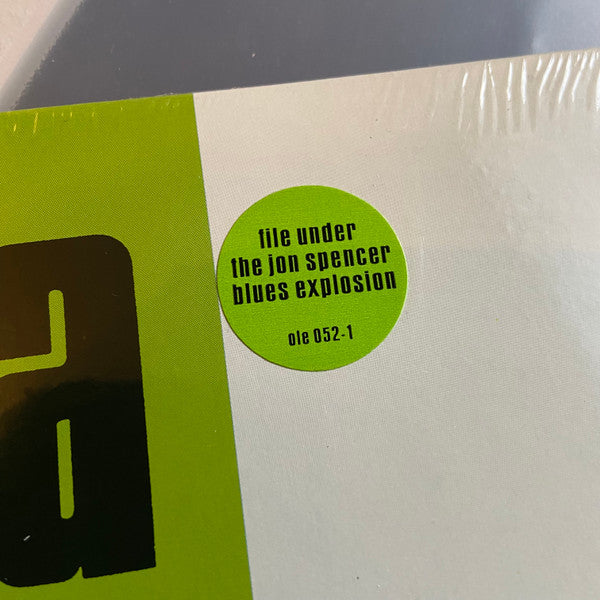 a
file under
the jon spencer
blues explosion
ole 052-1